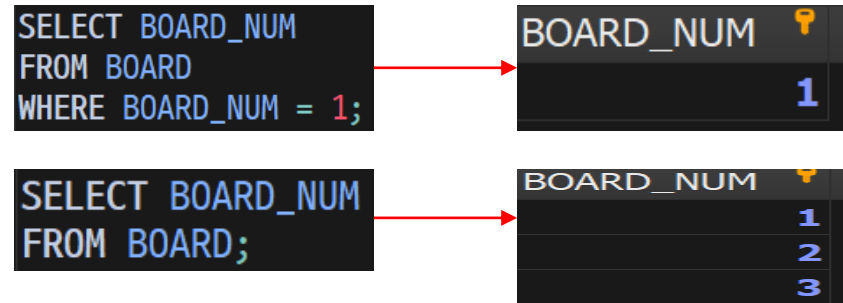 SELECT BOARD_NUM
FROM BOARD
WHERE BOARD_NUM = 1;
BOARD_NUM
1
SELECT BOARD_NUM
FROM BOARD;
BOARD_NUM
1
2
3